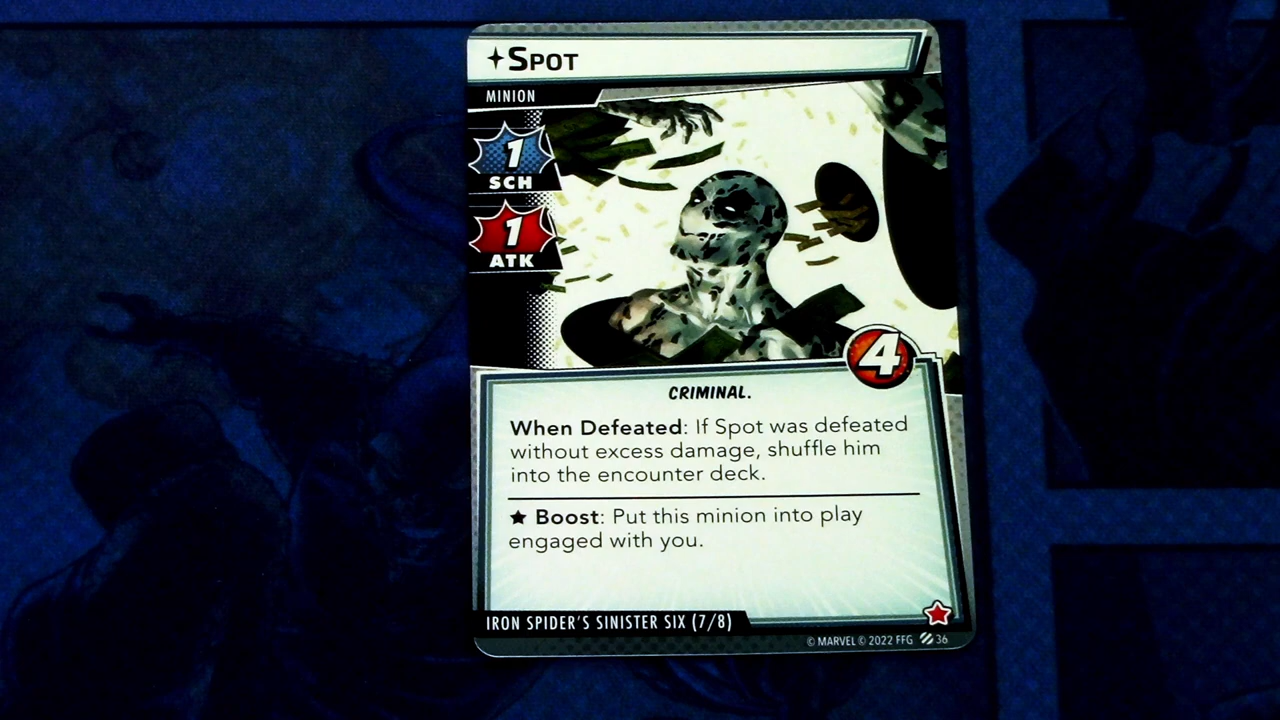 SPOT
MINION
1
SCH
1
ATK
4
CRIMINAL.
When Defeated: If Spot was defeated
without excess damage, shuffle him
into the encounter deck.
★ Boost: Put this minion into play
engaged with you.
IRON SPIDER'S SINISTER SIX (7/8)
© MARVEL © 2022 FFG 36